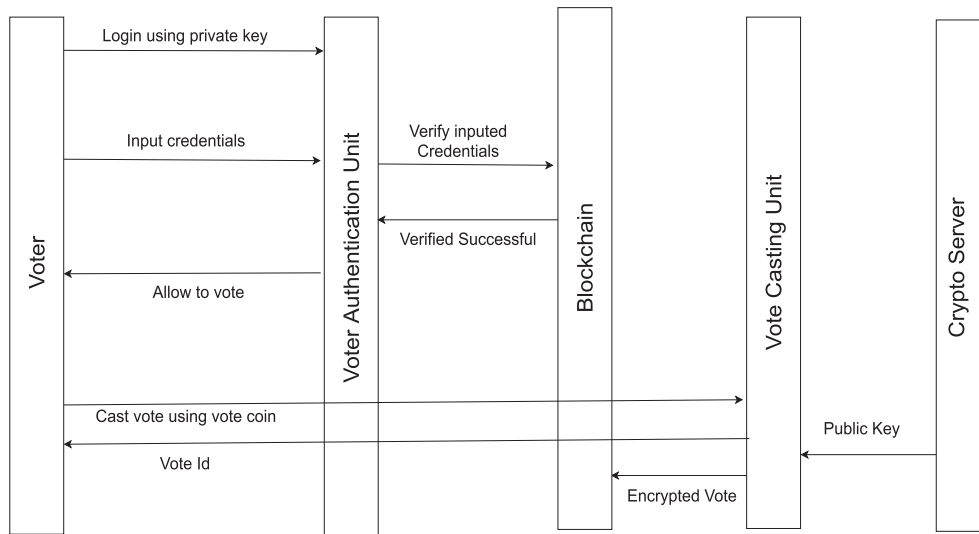 Login using private key
Input credentials
Verify inputed
Credentials
Verified Successful
Allow to vote
Voter
Voter Authentication Unit
Blockchain
Vote Casting Unit
Crypto Server
Cast vote using vote coin
Public Key
Vote Id
Encrypted Vote